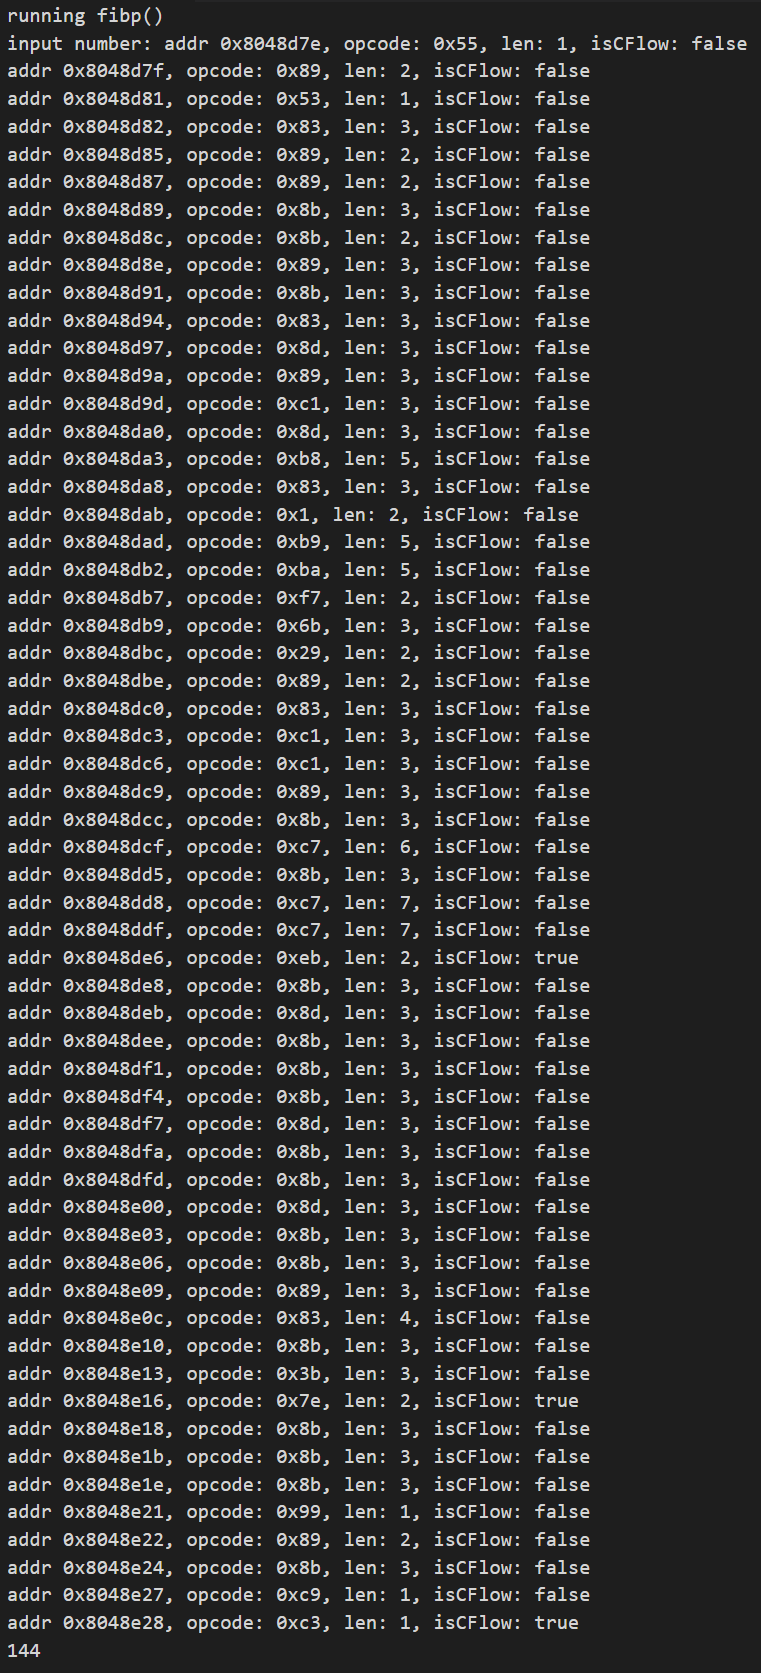 running fibp()
input number: addr 0x8048d7e, opcode: 0x55, len: 1, isCFlow: false
addr 0x8048d7f, opcode: 0x89, len: 2, isCFlow: false
addr 0x8048d81, opcode: 0x53, len: 1, isCFlow: false
addr 0x8048d82, opcode: 0x83, len: 3, isCFlow: false
addr 0x8048d85, opcode: 0x89, len: 2, isCFlow: false
addr 0x8048d87, opcode: 0x89, len: 2, isCFlow: false
addr 0x8048d89, opcode: 0x8b, len: 3, isCFlow: false
addr 0x8048d8c, opcode: 0x8b, len: 2, isCFlow: false
addr 0x8048d8e, opcode: 0x89, len: 3, isCFlow: false
addr 0x8048d91, opcode: 0x8b, len: 3, isCFlow: false
addr 0x8048d94, opcode: 0x83, len: 3, isCFlow: false
addr 0x8048d97, opcode: 0x8d, len: 3, isCFlow: false
addr 0x8048d9a, opcode: 0x89, len: 3, isCFlow: false
addr 0x8048d9d, opcode: 0xc1, len: 3, isCFlow: false
addr 0x8048da0, opcode: 0x8d, len: 3, isCFlow: false
addr 0x8048da3, opcode: 0xb8, len: 5, isCFlow: false
addr 0x8048da8, opcode: 0x83, len: 3, isCFlow: false
addr 0x8048dab, opcode: 0x1, len: 2, isCFlow: false
addr 0x8048dad, opcode: 0xb9, len: 5, isCFlow: false
addr 0x8048db2, opcode: 0xba, len: 5, isCFlow: false
addr 0x8048db7, opcode: 0xf7, len: 2, isCFlow: false
addr 0x8048db9, opcode: 0x6b, len: 3, isCFlow: false
addr 0x8048dbc, opcode: 0x29, len: 2, isCFlow: false
addr 0x8048dbe, opcode: 0x89, len: 2, isCFlow: false
addr 0x8048dc0, opcode: 0x83, len: 3, isCFlow: false
addr 0x8048dc3, opcode: 0xc1, len: 3, isCFlow: false
addr 0x8048dc6, opcode: 0xc1, len: 3, isCFlow: false
addr 0x8048dc9, opcode: 0x89, len: 3, isCFlow: false
addr 0x8048dcc, opcode: 0x8b, len: 3, isCFlow: false
addr 0x8048dcf, opcode: 0xc7, len: 6, isCFlow: false
addr 0x8048dd5, opcode: 0x8b, len: 3, isCFlow: false
addr 0x8048dd8, opcode: 0xc7, len: 7, isCFlow: false
addr 0x8048ddf, opcode: 0xc7, len: 7, isCFlow: false
addr 0x8048de6, opcode: 0xeb, len: 2, isCFlow: true
addr 0x8048de8, opcode: 0x8b, len: 3, isCFlow: false
addr 0x8048deb, opcode: 0x8d, len: 3, isCFlow: false
addr 0x8048dee, opcode: 0x8b, len: 3, isCFlow: false
addr 0x8048df1, opcode: 0x8b, len: 3, isCFlow: false
addr 0x8048df4, opcode: 0x8b, len: 3, isCFlow: false
addr 0x8048df7, opcode: 0x8d, len: 3, isCFlow: false
addr 0x8048dfa, opcode: 0x8b, len: 3, isCFlow: false
addr 0x8048dfd, opcode: 0x8b, len: 3, isCFlow: false
addr 0x8048e00, opcode: 0x8d, len: 3, isCFlow: false
addr 0x8048e03, opcode: 0x8b, len: 3, isCFlow: false
addr 0x8048e06, opcode: 0x8b, len: 3, isCFlow: false
addr 0x8048e09, opcode: 0x89, len: 3, isCFlow: false
addr 0x8048e0c, opcode: 0x83, len: 4, isCFlow: false
addr 0x8048e10, opcode: 0x8b, len: 3, isCFlow: false
addr 0x8048e13, opcode: 0x3b, len: 3, isCFlow: false
addr 0x8048e16, opcode: 0x7e, len: 2, isCFlow: true
addr 0x8048e18, opcode: 0x8b, len: 3, isCFlow: false
addr 0x8048e1b, opcode: 0x8b, len: 3, isCFlow: false
addr 0x8048e1e, opcode: 0x8b, len: 3, isCFlow: false
addr 0x8048e21, opcode: 0x99, len: 1, isCFlow: false
addr 0x8048e22, opcode: 0x89, len: 2, isCFlow: false
addr 0x8048e24, opcode: 0x8b, len: 3, isCFlow: false
addr 0x8048e27, opcode: 0xc9, len: 1, isCFlow: false
addr 0x8048e28, opcode: 0xc3, len: 1, isCFlow: true
144